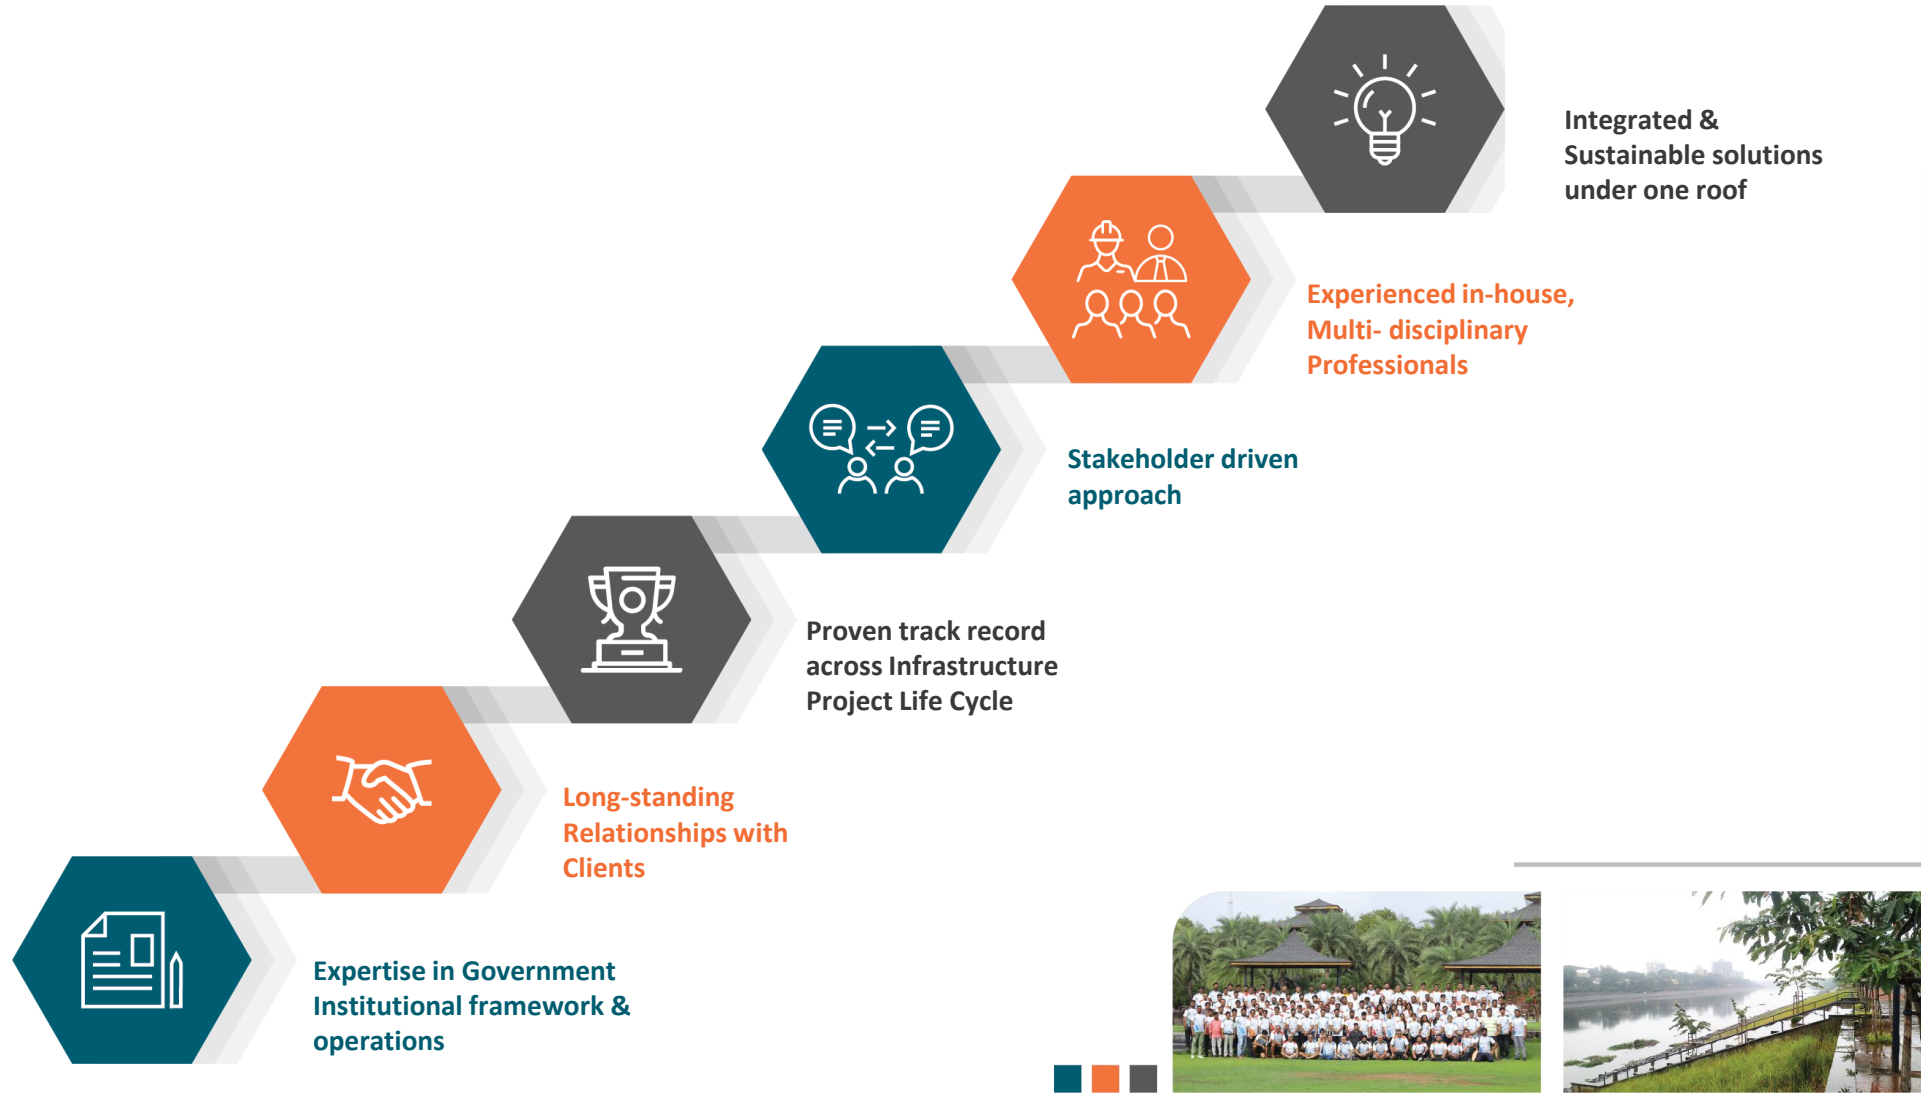 Integrated &
Sustainable solutions
under one roof
Experienced in-house,
Multi- disciplinary
Professionals
Stakeholder driven
approach
Proven track record
across Infrastructure
Project Life Cycle
Long-standing
Relationships with
Clients
Expertise in Government
Institutional framework &
operations